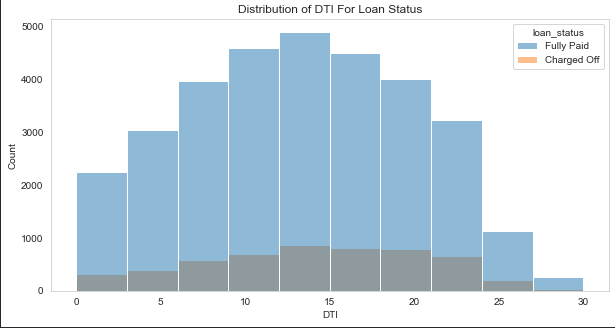 Distribution of DTI For Loan Status
loan_status
Fully Paid
Charged Off
5000
4000
3000
2000
1000
0
Count
0 5 10 15 20 25 30
DTI